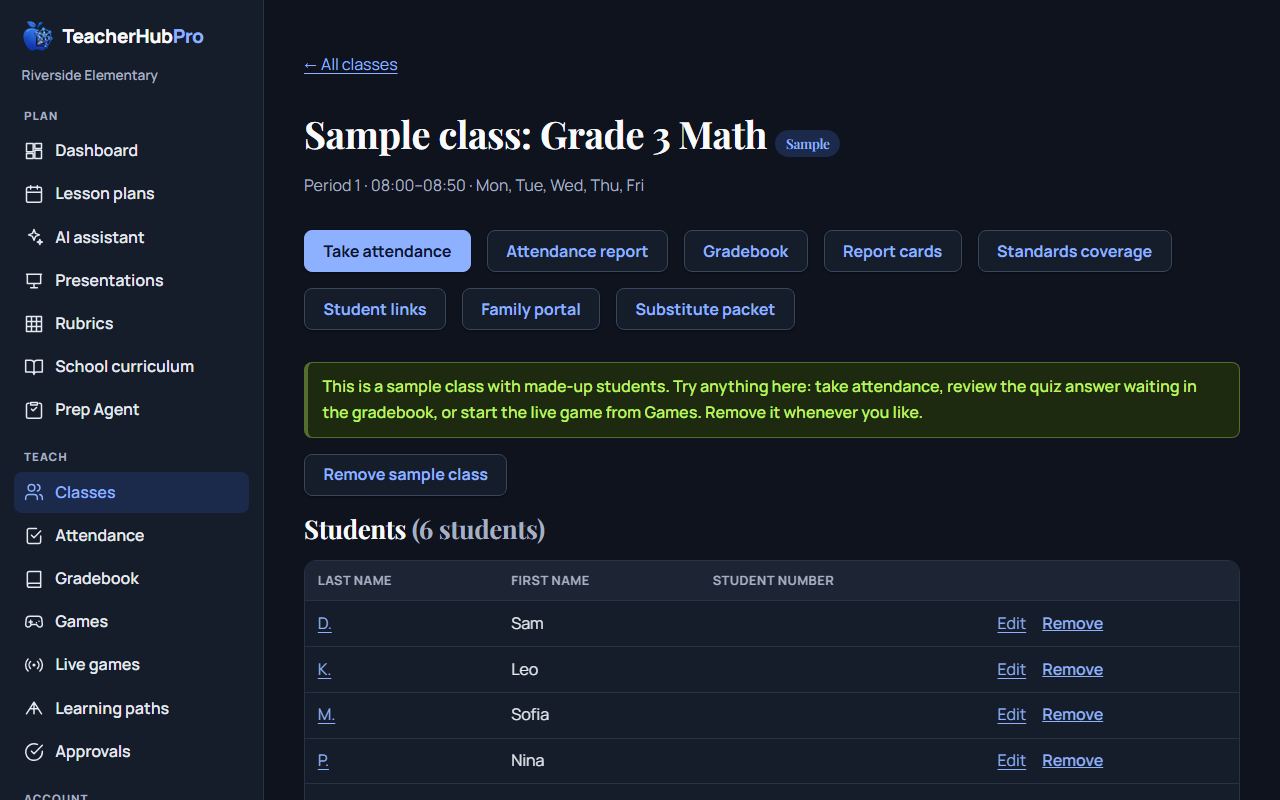 TeacherHubPro
Riverside Elementary
PLAN
Dashboard
Lesson plans
AI assistant
Presentations
Rubrics
School curriculum
Prep Agent
TEACH
Classes
Attendance
Gradebook
Games
Live games
Learning paths
Approvals
ACCOUNT
← All classes
Sample class: Grade 3 Math Sample
Period 1 · 08:00–08:50 · Mon, Tue, Wed, Thu, Fri
Take attendance Attendance report Gradebook Report cards Standards coverage
Student links Family portal Substitute packet
This is a sample class with made-up students. Try anything here: take attendance, review the quiz answer waiting in
the gradebook, or start the live game from Games. Remove it whenever you like.
Remove sample class
Students (6 students)
LAST NAME FIRST NAME STUDENT NUMBER
D. Sam Edit Remove
K. Leo Edit Remove
M. Sofia Edit Remove
P. Nina Edit Remove